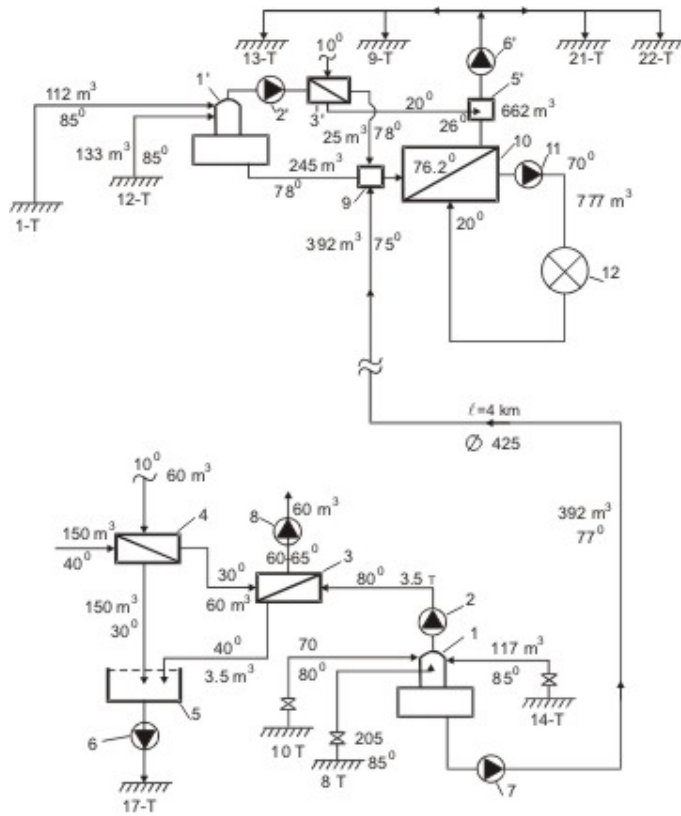 13-T 9-T 21-T 22-T
10⁰ 6'
1' 5'
112 m³ 2' 3' 20⁰ 662 m³
85⁰ 25 m³ 78⁰ 26⁰ 10 11
133 m³ 85⁰ 245 m³ 76.2⁰ 70⁰
78⁰ 9 20⁰ 777 m³
1-T 12-T
392 m³ 75⁰ 12
ℓ=4 km
Ø 425
10⁰ 60 m³
392 m³
77⁰
150 m³ 4 8 60 m³
40⁰ 60-65⁰
30⁰ 3 80⁰ 3.5 т 2
60 m³
150 m³
30⁰
40⁰ 70 1 117 m³
3.5 m³ 80⁰ 85⁰
5 14-T
6 10 T 205
8 T 85⁰ 7
17-T